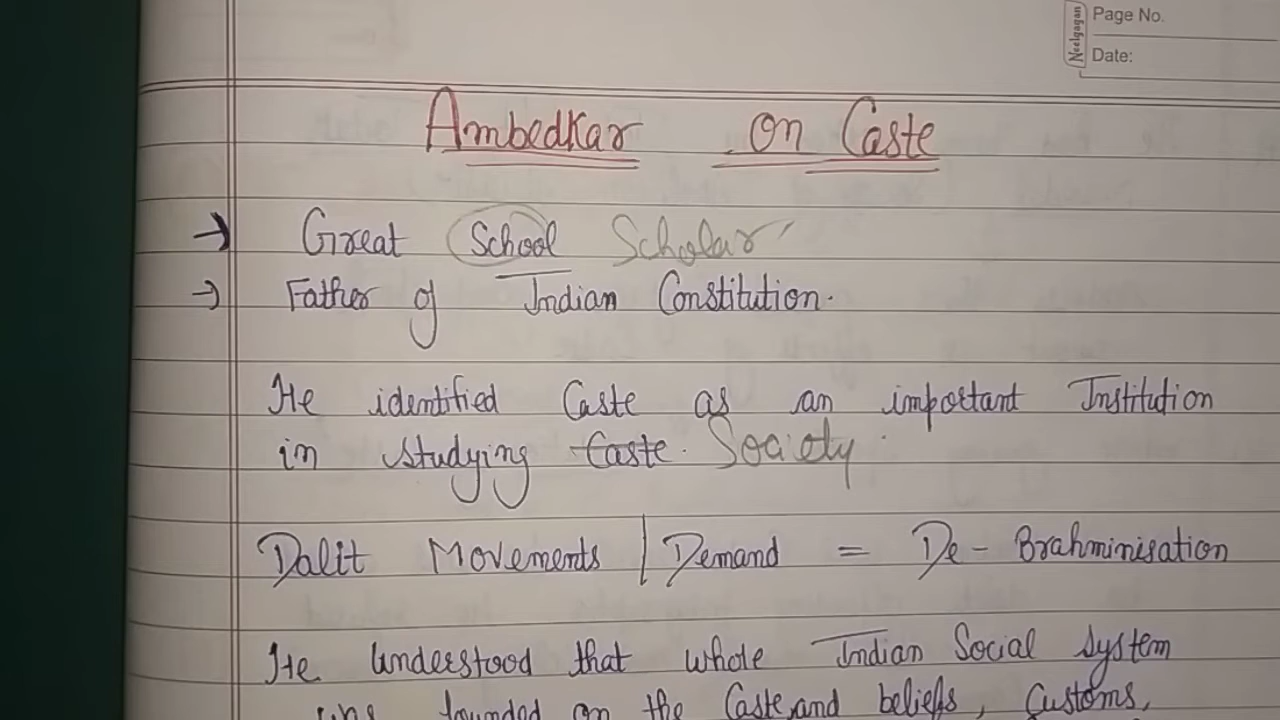 Neelgagan
Page No.
Date:
Ambedkar on Caste
→ Great School Scholar
→ Father of Indian Constitution.
He identified Caste as an important Institution
in studying Caste. Society.
Dalit Movements | Demand = De-Brahminisation
He Understood that whole Indian Social System
founded on the Caste, and beliefs, Customs,